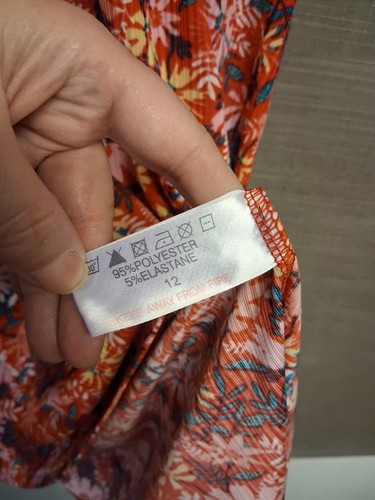 95%POLYESTER
5%ELASTANE
12
KEEP AWAY FROM FIRE